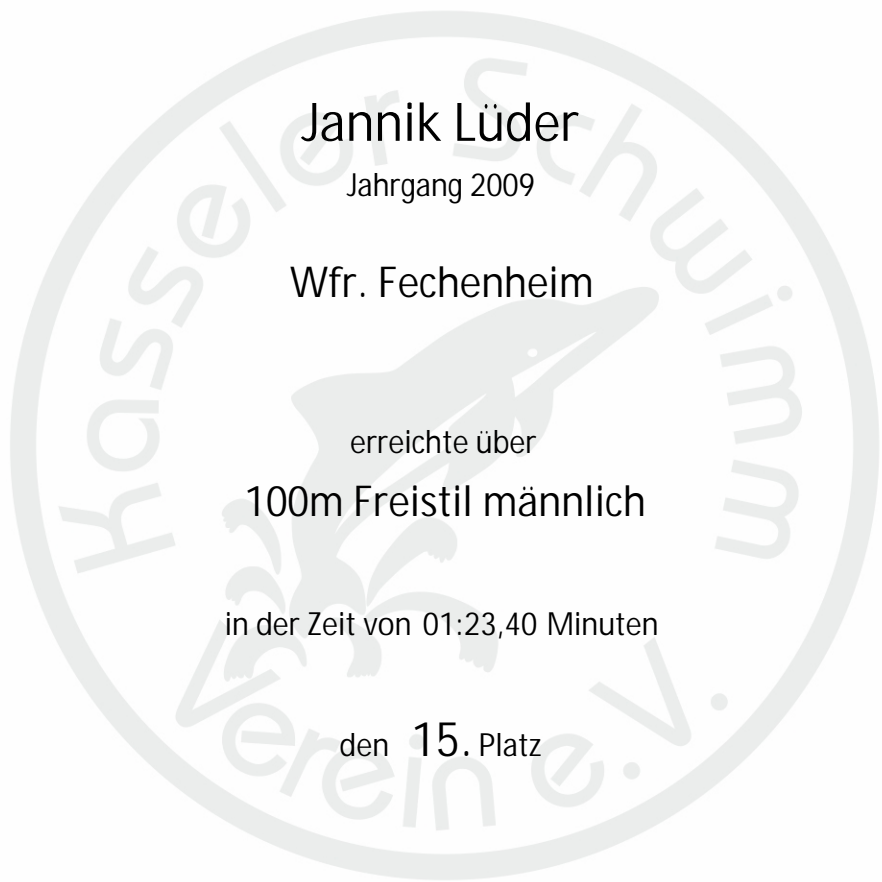 Jannik Lüder
Jahrgang 2009
Wfr. Fechenheim
erreichte über
100m Freistil männlich
in der Zeit von 01:23,40 Minuten
den 15. Platz
Kasseler Schwimm
Verein e.V.